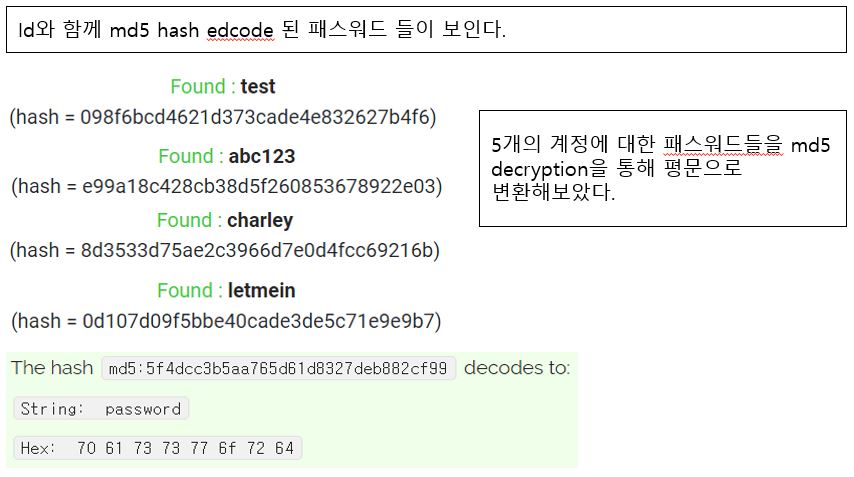 Id와 함께 md5 hash edcode 된 패스워드 들이 보인다.
Found : test
(hash = 098f6bcd4621d373cade4e832627b4f6)
Found : abc123
(hash = e99a18c428cb38d5f260853678922e03)
Found : charley
(hash = 8d3533d75ae2c3966d7e0d4fcc69216b)
Found : letmein
(hash = 0d107d09f5bbe40cade3de5c71e9e9b7)
5개의 계정에 대한 패스워드들을 md5
decryption을 통해 평문으로
변환해보았다.
The hash md5:5f4dcc3b5aa765d61d8327deb882cf99 decodes to:
String: password
Hex: 70 61 73 73 77 6f 72 64